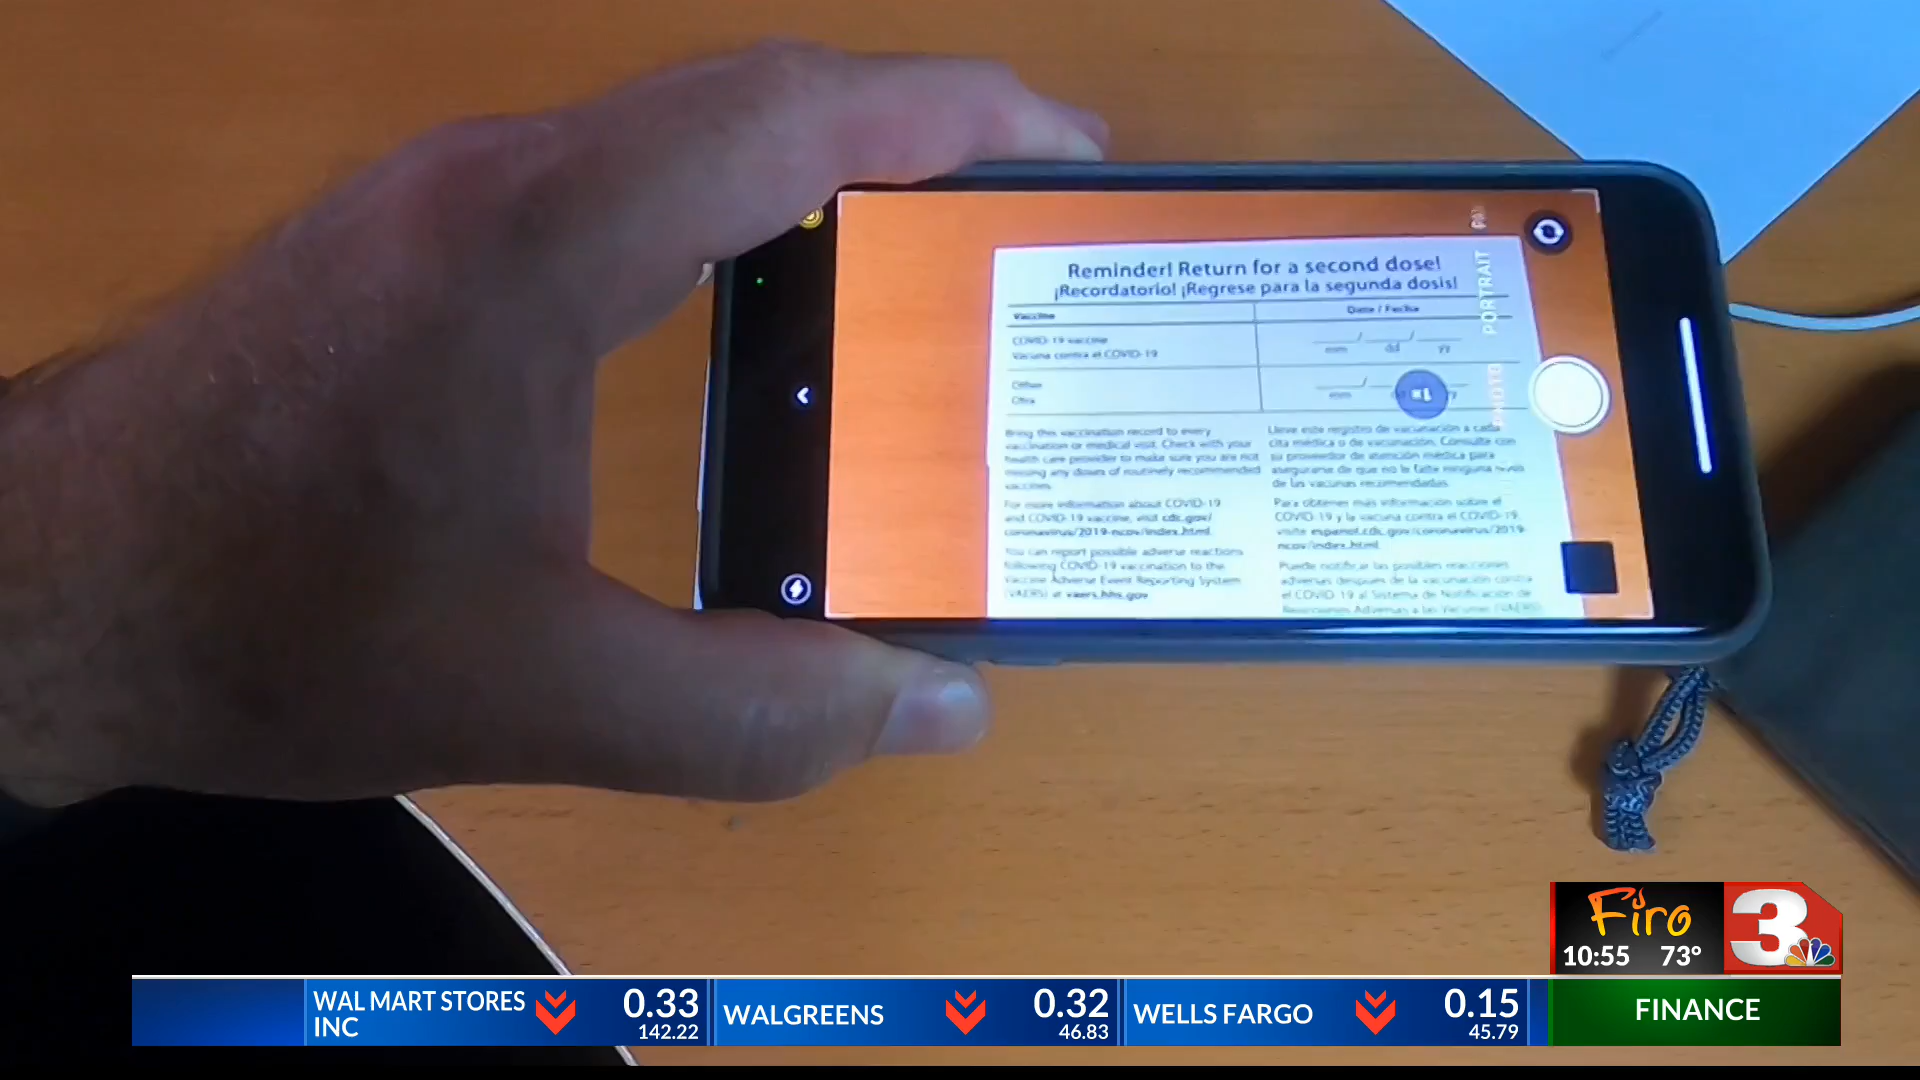 Reminder! Return for a second dose!
¡Recordatorio! ¡Regrese para la segunda dosis!
Vaccine
Date / Fecha
COVID-19 vaccine
Vacuna contra el COVID-19
mm dd yy
Other
Otra
mm
Bring this vaccination record to every
vaccination or medical visit. Check with your
health care provider to make sure you are not
missing any doses of routinely recommended
vaccines.
For more information about COVID-19
and COVID-19 vaccine, visit cdc.gov/
coronavirus/2019-ncov/index.html.
You can report possible adverse reactions
following COVID-19 vaccination to the
Vaccine Adverse Event Reporting System
(VAERS) at vaers.hhs.gov
Lleve este registro de vacunación a cada
cita médica o de vacunación. Consulte con
su proveedor de atención médica para
asegurarse de que no le falte ninguna
de las vacunas recomendadas.
Para obtener más información sobre el
COVID-19 y la vacuna contra el COVID-19,
visite espanol.cdc.gov/coronavirus/2019-
ncov/index.html.
Puede notificar las posibles reacciones
adversas después de la vacunación contra
el COVID-19 al Sistema de Notificación de
Reacciones Adversas a las Vacunas (VAERS)
PORTRAIT
PHOTO
Firo
10:55 73°
3
WAL MART STORES INC
0.33
142.22
WALGREENS
0.32
46.83
WELLS FARGO
0.15
45.79
FINANCE